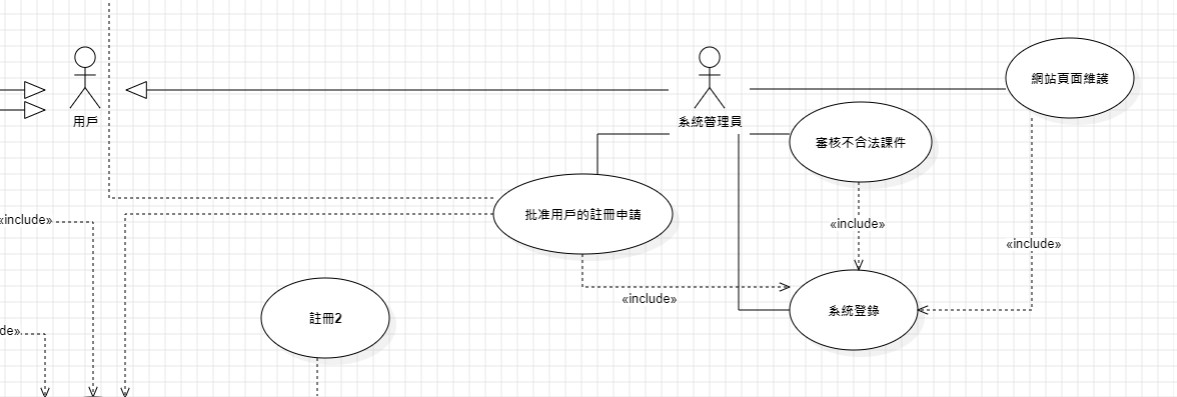 網站頁面維護
用戶
系統管理員
審核不合法課件
批准用戶的註冊申請
«include»
«include»
«include»
«include»
註冊2
系統登錄
de»